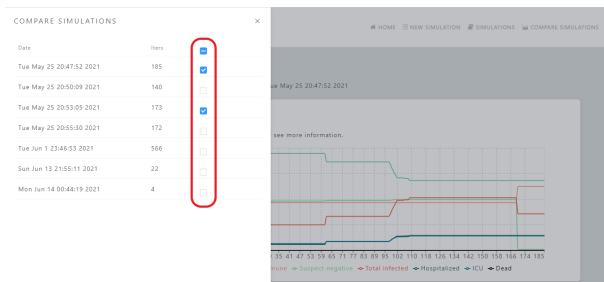 COMPARE SIMULATIONS ×
HOME NEW SIMULATION SIMULATIONS COMPARE SIMULATIONS
Date Iters
Tue May 25 20:47:52 2021 185
Tue May 25 20:50:09 2021 140
Tue May 25 20:53:05 2021 173
Tue May 25 20:55:30 2021 172
Tue Jun 1 23:46:53 2021 566
Sun Jun 13 21:55:11 2021 22
Mon Jun 14 00:44:19 2021 4
ue May 25 20:47:52 2021
see more information.
35 41 47 53 59 65 71 77 83 89 95 102 110 118 126 134 142 150 158 166 174 185
mune Suspect negative Total infected Hospitalized ICU Dead